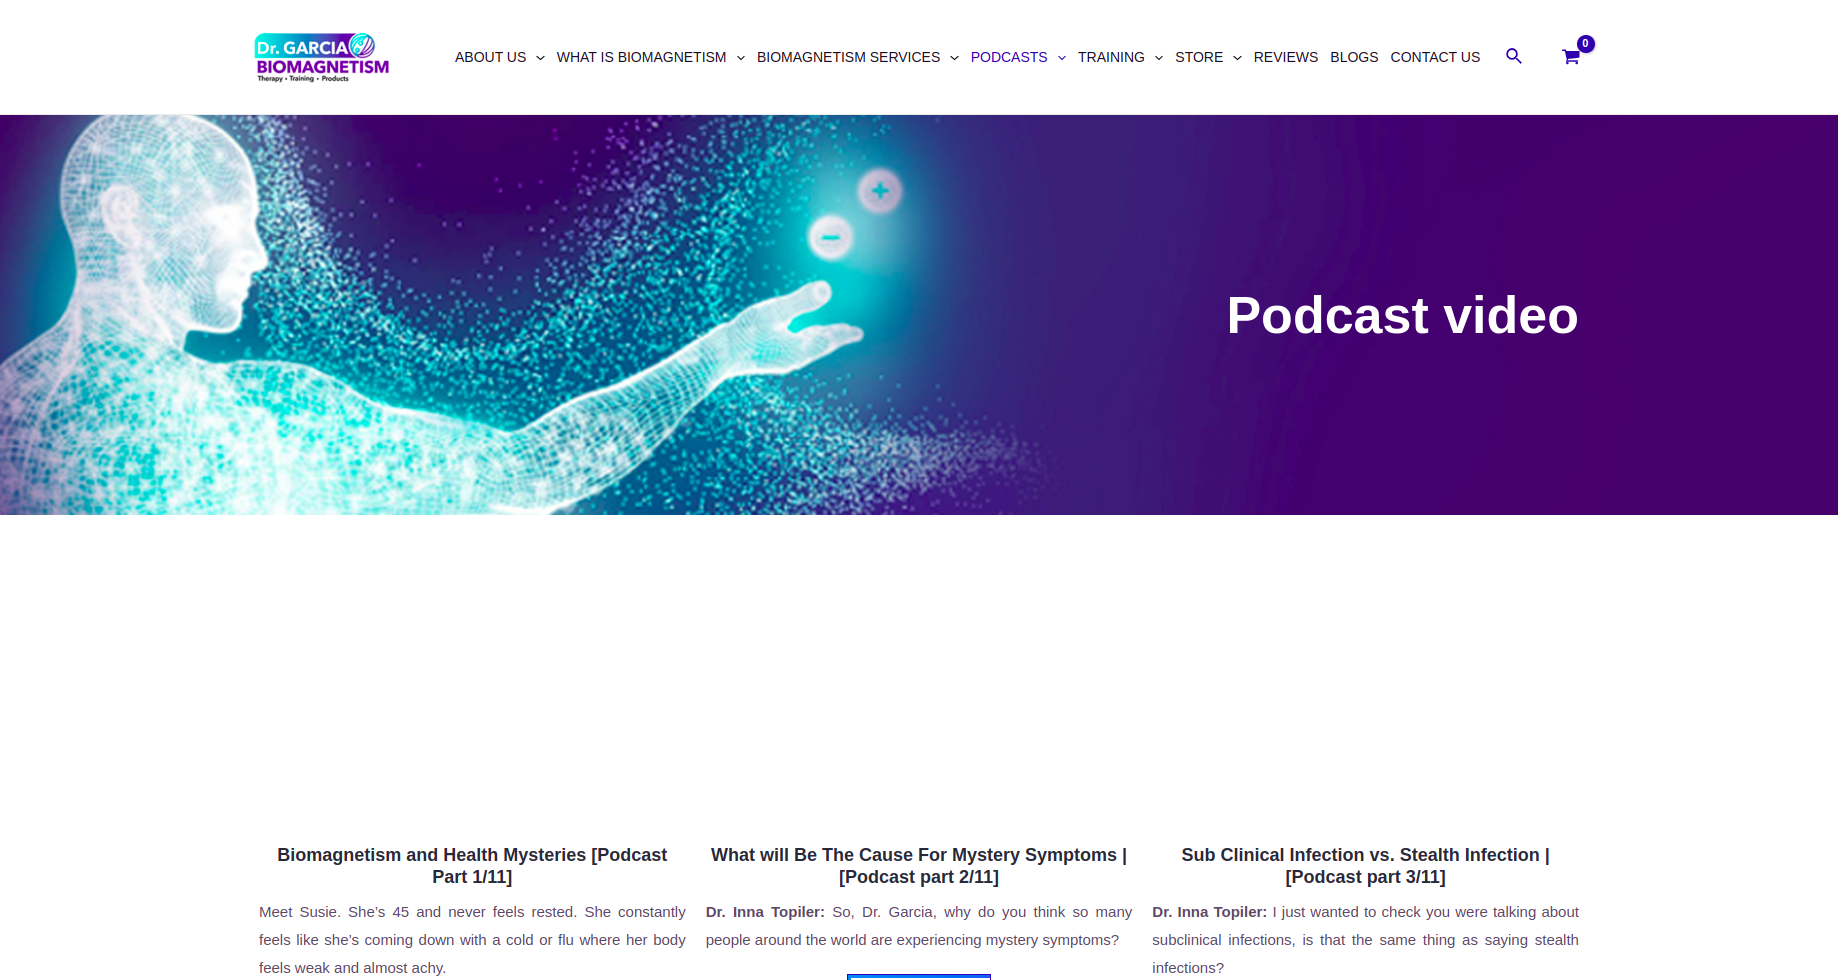 Dr. GARCIA
BIOMAGNETISM
Therapy • Training • Products
ABOUT US WHAT IS BIOMAGNETISM BIOMAGNETISM SERVICES PODCASTS TRAINING STORE REVIEWS BLOGS CONTACT US 0
+
−
Podcast video
Biomagnetism and Health Mysteries [Podcast
Part 1/11]
Meet Susie. She’s 45 and never feels rested. She constantly
feels like she’s coming down with a cold or flu where her body
feels weak and almost achy.
What will Be The Cause For Mystery Symptoms |
[Podcast part 2/11]
Dr. Inna Topiler: So, Dr. Garcia, why do you think so many
people around the world are experiencing mystery symptoms?
Sub Clinical Infection vs. Stealth Infection |
[Podcast part 3/11]
Dr. Inna Topiler: I just wanted to check you were talking about
subclinical infections, is that the same thing as saying stealth
infections?